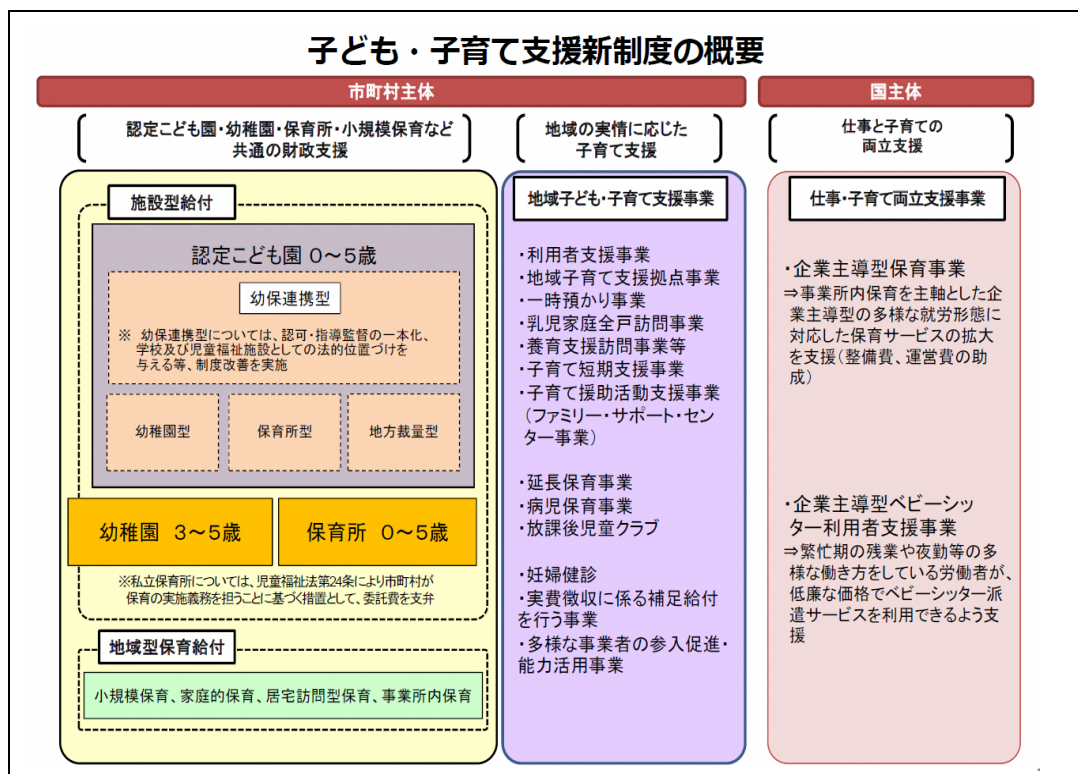 子ども・子育て支援新制度の概要
市町村主体
国主体
認定こども園・幼稚園・保育所・小規模保育など
共通の財政支援
地域の実情に応じた
子育て支援
仕事と子育ての
両立支援
施設型給付
認定こども園 0～5歳
幼保連携型
※ 幼保連携型については、認可・指導監督の一本化、
学校及び児童福祉施設としての法的位置づけを
与える等、制度改善を実施
幼稚園型
保育所型
地方裁量型
幼稚園 3～5歳
保育所 0～5歳
※私立保育所については、児童福祉法第24条により市町村が
保育の実施義務を担うことに基づく措置として、委託費を支弁
地域型保育給付
小規模保育、家庭的保育、居宅訪問型保育、事業所内保育
地域子ども・子育て支援事業
・利用者支援事業
・地域子育て支援拠点事業
・一時預かり事業
・乳児家庭全戸訪問事業
・養育支援訪問事業等
・子育て短期支援事業
・子育て援助活動支援事業
（ファミリー・サポート・セン
ター事業）
・延長保育事業
・病児保育事業
・放課後児童クラブ
・妊婦健診
・実費徴収に係る補足給付
を行う事業
・多様な事業者の参入促進・
能力活用事業
仕事・子育て両立支援事業
・企業主導型保育事業
⇒事業所内保育を主軸とした企
業主導型の多様な就労形態に
対応した保育サービスの拡大
を支援（整備費、運営費の助
成）
・企業主導型ベビーシッ
ター利用者支援事業
⇒繁忙期の残業や夜勤等の多
様な働き方をしている労働者が、
低廉な価格でベビーシッター派
遣サービスを利用できるよう支
援